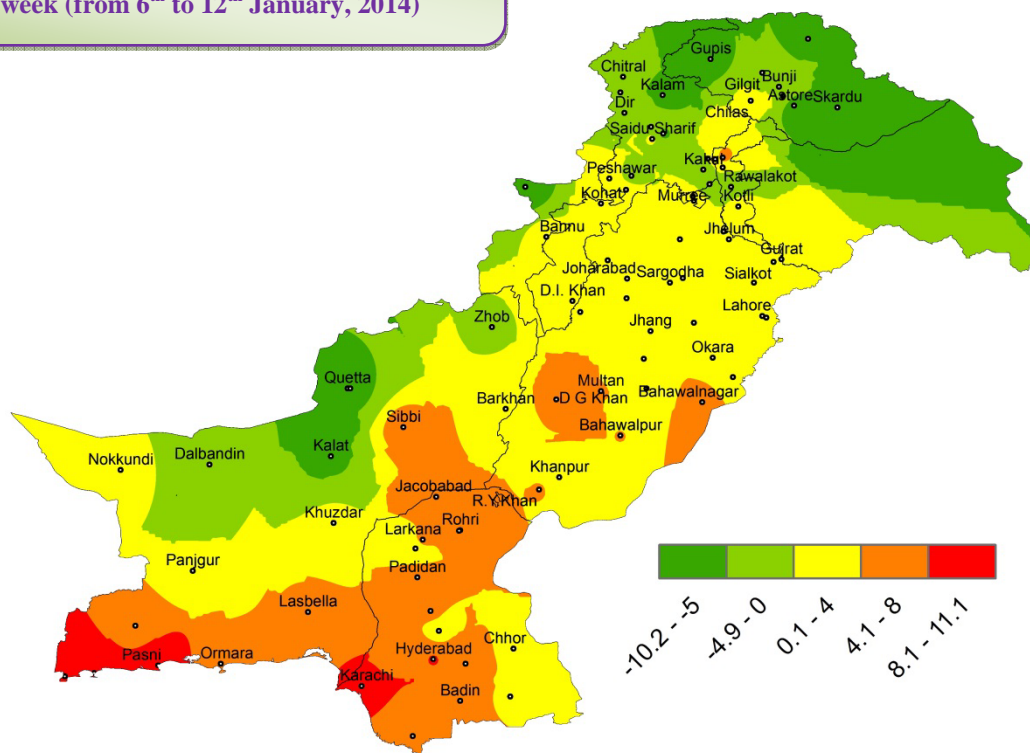 week (from 6th to 12th January, 2014)
Gupis
Chitral
Bunji
Gilgit
Kalam
Astore
Skardu
Dir
Chilas
Saidu Sharif
Kakul
Peshawar
Rawalakot
Kohat
Murree
Kotli
Bannu
Jhelum
Gujrat
Joharabad
Sargodha
Sialkot
D.I. Khan
Zhob
Jhang
Lahore
Okara
Quetta
Multan
Barkhan
D G Khan
Bahawalnagar
Sibbi
Bahawalpur
Kalat
Dalbandin
Nokkundi
Khanpur
Jacobabad
R.Y.Khan
Khuzdar
Larkana
Rohri
Panjgur
Padidan
Lasbella
Chhor
Pasni
Ormara
Hyderabad
Karachi
Badin
-10.2 - -5
-4.9 - 0
0.1 - 4
4.1 - 8
8.1 - 11.1